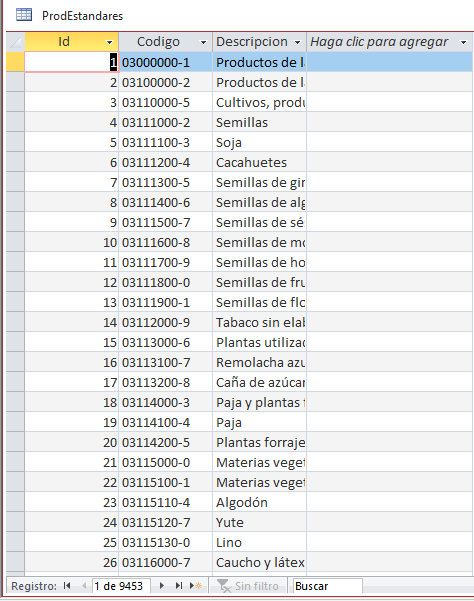 ProdEstandares
Id Codigo Descripcion Haga clic para agregar
1 03000000-1 Productos de l
2 03100000-2 Productos de l
3 03110000-5 Cultivos, produ
4 03111000-2 Semillas
5 03111100-3 Soja
6 03111200-4 Cacahuetes
7 03111300-5 Semillas de gir
8 03111400-6 Semillas de alg
9 03111500-7 Semillas de sé
10 03111600-8 Semillas de mo
11 03111700-9 Semillas de ho
12 03111800-0 Semillas de fru
13 03111900-1 Semillas de flo
14 03112000-9 Tabaco sin elab
15 03113000-6 Plantas utilizac
16 03113100-7 Remolacha azu
17 03113200-8 Caña de azúcar
18 03114000-3 Paja y plantas f
19 03114100-4 Paja
20 03114200-5 Plantas forraje
21 03115000-0 Materias veget
22 03115100-1 Materias veget
23 03115110-4 Algodón
24 03115120-7 Yute
25 03115130-0 Lino
26 03116000-7 Caucho y látex
Registro: 1 de 9453 Sin filtro Buscar